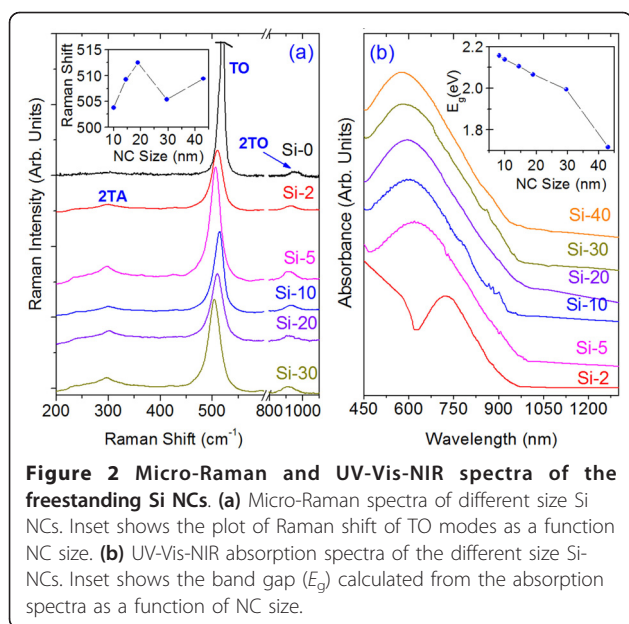 (a)
Raman Shift
515
510
505
500
10 20 30 40
NC Size (nm)
TO
2TO
Si-0
2TA
Si-2
Si-5
Si-10
Si-20
Si-30
Raman Intensity (Arb. Units)
200 300 400 500 800 1000
Raman Shift (cm-1)
(b)
Eg(eV)
2.2
2.0
1.8
1.6
10 20 30 40
NC Size (nm)
Si-40
Si-30
Si-20
Si-10
Si-5
Si-2
Absorbance (Arb. Units)
450 600 750 900 1050 1200
Wavelength (nm)
Figure 2 Micro-Raman and UV-Vis-NIR spectra of the
freestanding Si NCs. (a) Micro-Raman spectra of different size Si
NCs. Inset shows the plot of Raman shift of TO modes as a function
NC size. (b) UV-Vis-NIR absorption spectra of the different size Si-
NCs. Inset shows the band gap (Eg) calculated from the absorption
spectra as a function of NC size.